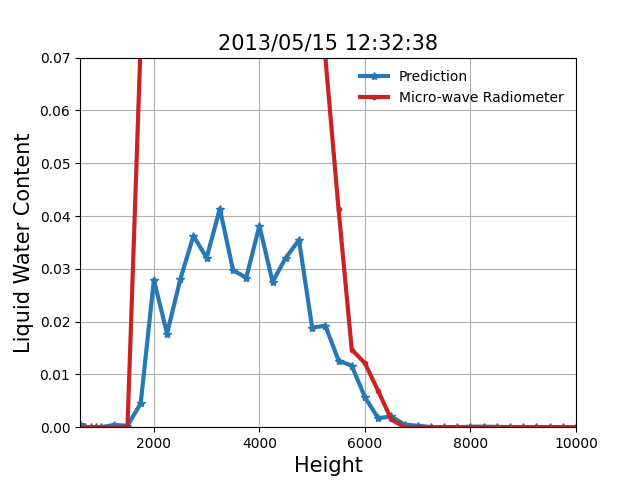 2013/05/15 12:32:38
Prediction
Micro-wave Radiometer
Liquid Water Content
0.07
0.06
0.05
0.04
0.03
0.02
0.01
0.00
2000 4000 6000 8000 10000
Height